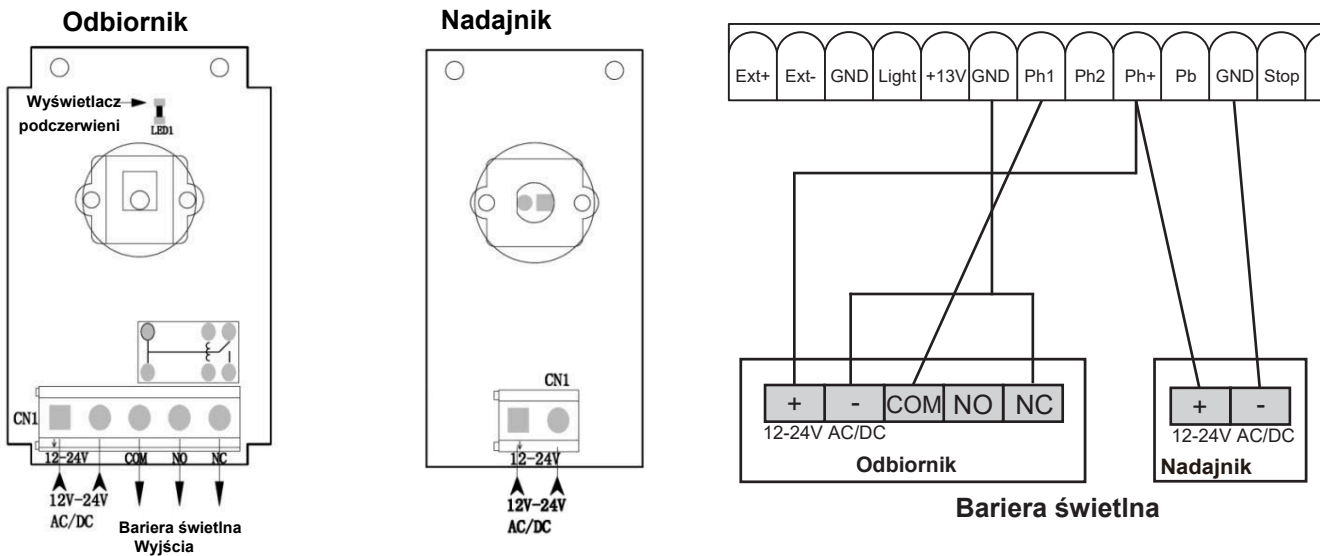 Odbiornik
Wyświetlacz
podczerwieni
LED1
CN1
12-24V COM NO NC
12V-24V
AC/DC
Bariera świetlna
Wyjścia
Nadajnik
CN1
12-24V
12V-24V
AC/DC
Ext+ Ext- GND Light +13V GND Ph1 Ph2 Ph+ Pb GND Stop
+ - COM NO NC
12-24V AC/DC
Odbiornik
+ -
12-24V AC/DC
Nadajnik
Bariera świetlna